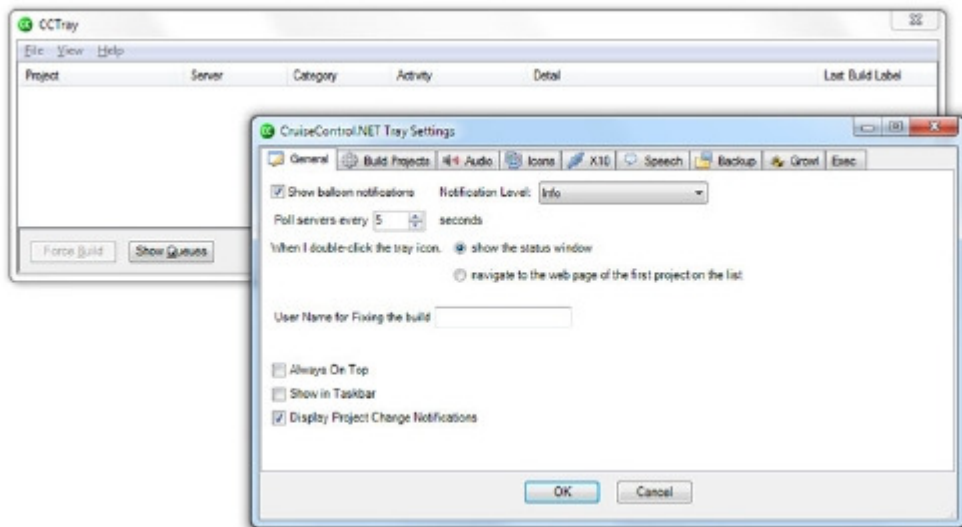 CCTray
File View Help
Project Server Category Activity Detail Last Build Label
Force Build Show Queues
CruiseControl.NET Tray Settings
General Build Projects Audio Icons X10 Speech Backup Growl Exec
Show balloon notifications Notification Level: Info
Poll servers every 5 seconds
When I double-click the tray icon. show the status window
navigate to the web page of the first project on the list
User Name for Fixing the build
Always On Top
Show in Taskbar
Display Project Change Notifications
OK Cancel